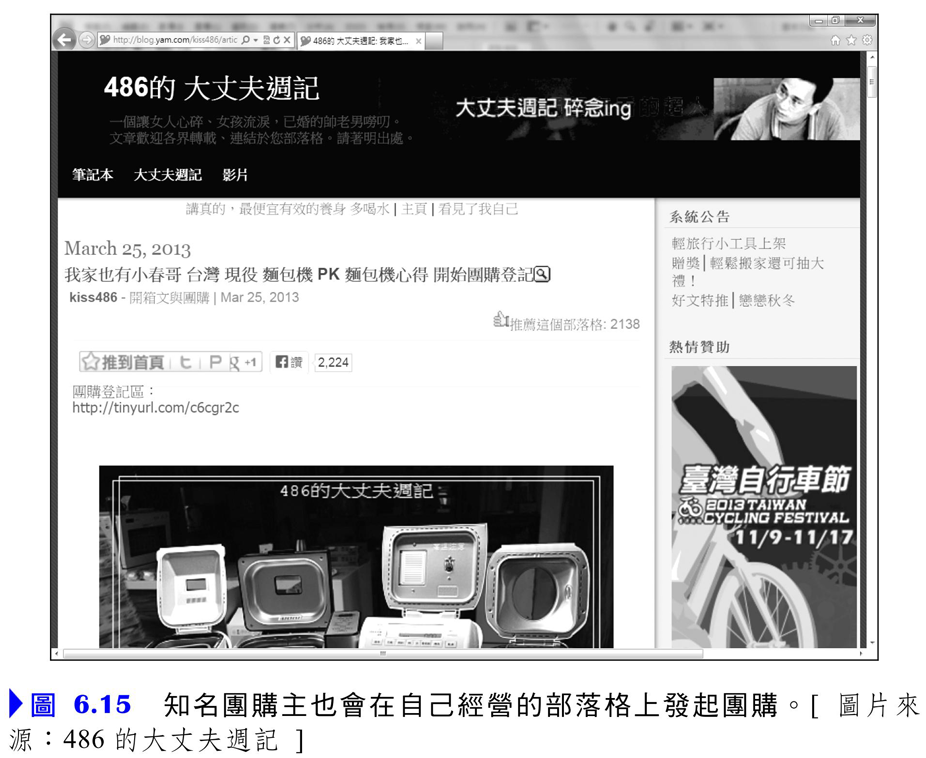 http://blog.yam.com/kiss486/artic
486的 大丈夫週記: 我家也...
486的 大丈夫週記
一個讓女人心碎、女孩流淚,已婚的帥老男嘮叨。
文章歡迎各界轉載、連結於您部落格。請著明出處。
大丈夫週記 碎念ing
筆記本 大丈夫週記 影片
講真的,最便宜有效的養身 多喝水 | 主頁 | 看見了我自己
March 25, 2013
我家也有小春哥 台灣 現役 麵包機 PK 麵包機心得 開始團購登記
kiss486 - 開箱文與團購 | Mar 25, 2013
推薦這個部落格: 2138
推到首頁 +1 讚 2,224
團購登記區:
http://tinyurl.com/c6cgr2c
486的大丈夫週記
系統公告
輕旅行小工具上架
贈獎│輕鬆搬家還可抽大
禮!
好文特推│戀戀秋冬
熱情贊助
臺灣自行車節
2013 TAIWAN
CYCLING FESTIVAL
11/9-11/17
圖 6.15 知名團購主也會在自己經營的部落格上發起團購。[ 圖片來
源:486 的大丈夫週記 ]